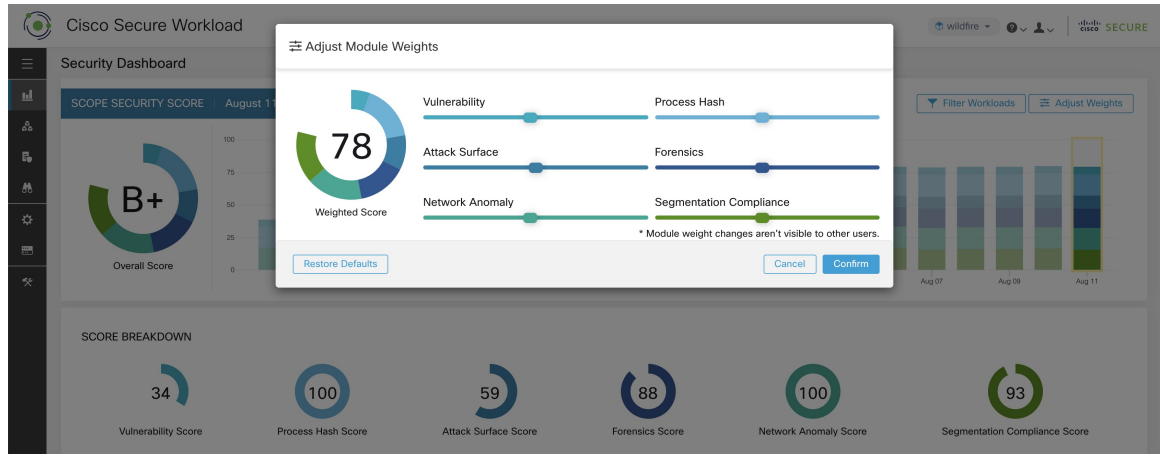 Cisco Secure Workload
wildfire
cisco SECURE
Security Dashboard
SCOPE SECURITY SCORE August 11
Filter Workloads
Adjust Weights
B+
Overall Score
100
75
50
25
0
Aug 07
Aug 09
Aug 11
Adjust Module Weights
78
Weighted Score
Vulnerability
Process Hash
Attack Surface
Forensics
Network Anomaly
Segmentation Compliance
* Module weight changes aren't visible to other users.
Restore Defaults
Cancel
Confirm
SCORE BREAKDOWN
34
Vulnerability Score
100
Process Hash Score
59
Attack Surface Score
88
Forensics Score
100
Network Anomaly Score
93
Segmentation Compliance Score